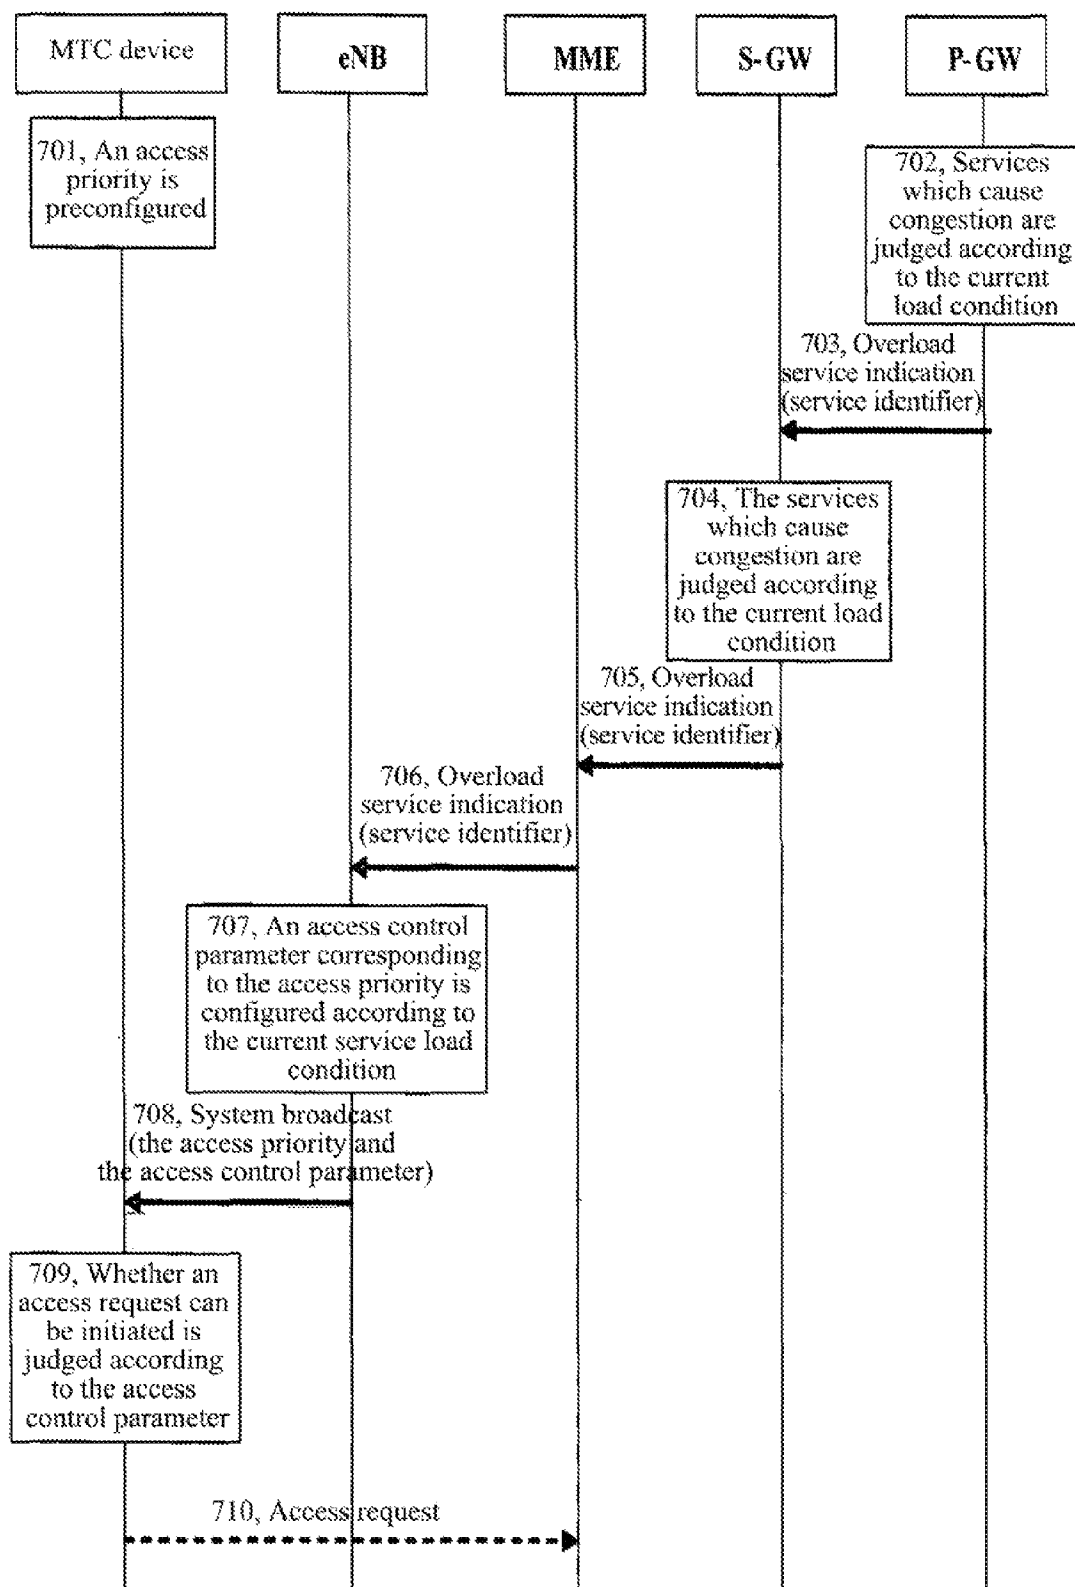 MTC device
eNB
MME
S-GW
P-GW
701, An access
priority is
preconfigured
702, Services
which cause
congestion are
judged according
to the current
load condition
703, Overload
service indication
(service identifier)
704, The services
which cause
congestion are
judged according
to the current load
condition
705, Overload
service indication
(service identifier)
706, Overload
service indication
(service identifier)
707, An access control
parameter corresponding
to the access priority is
configured according to
the current service load
condition
708, System broadcast
(the access priority and
the access control parameter)
709, Whether an
access request can
be initiated is
judged according
to the access
control parameter
710, Access request